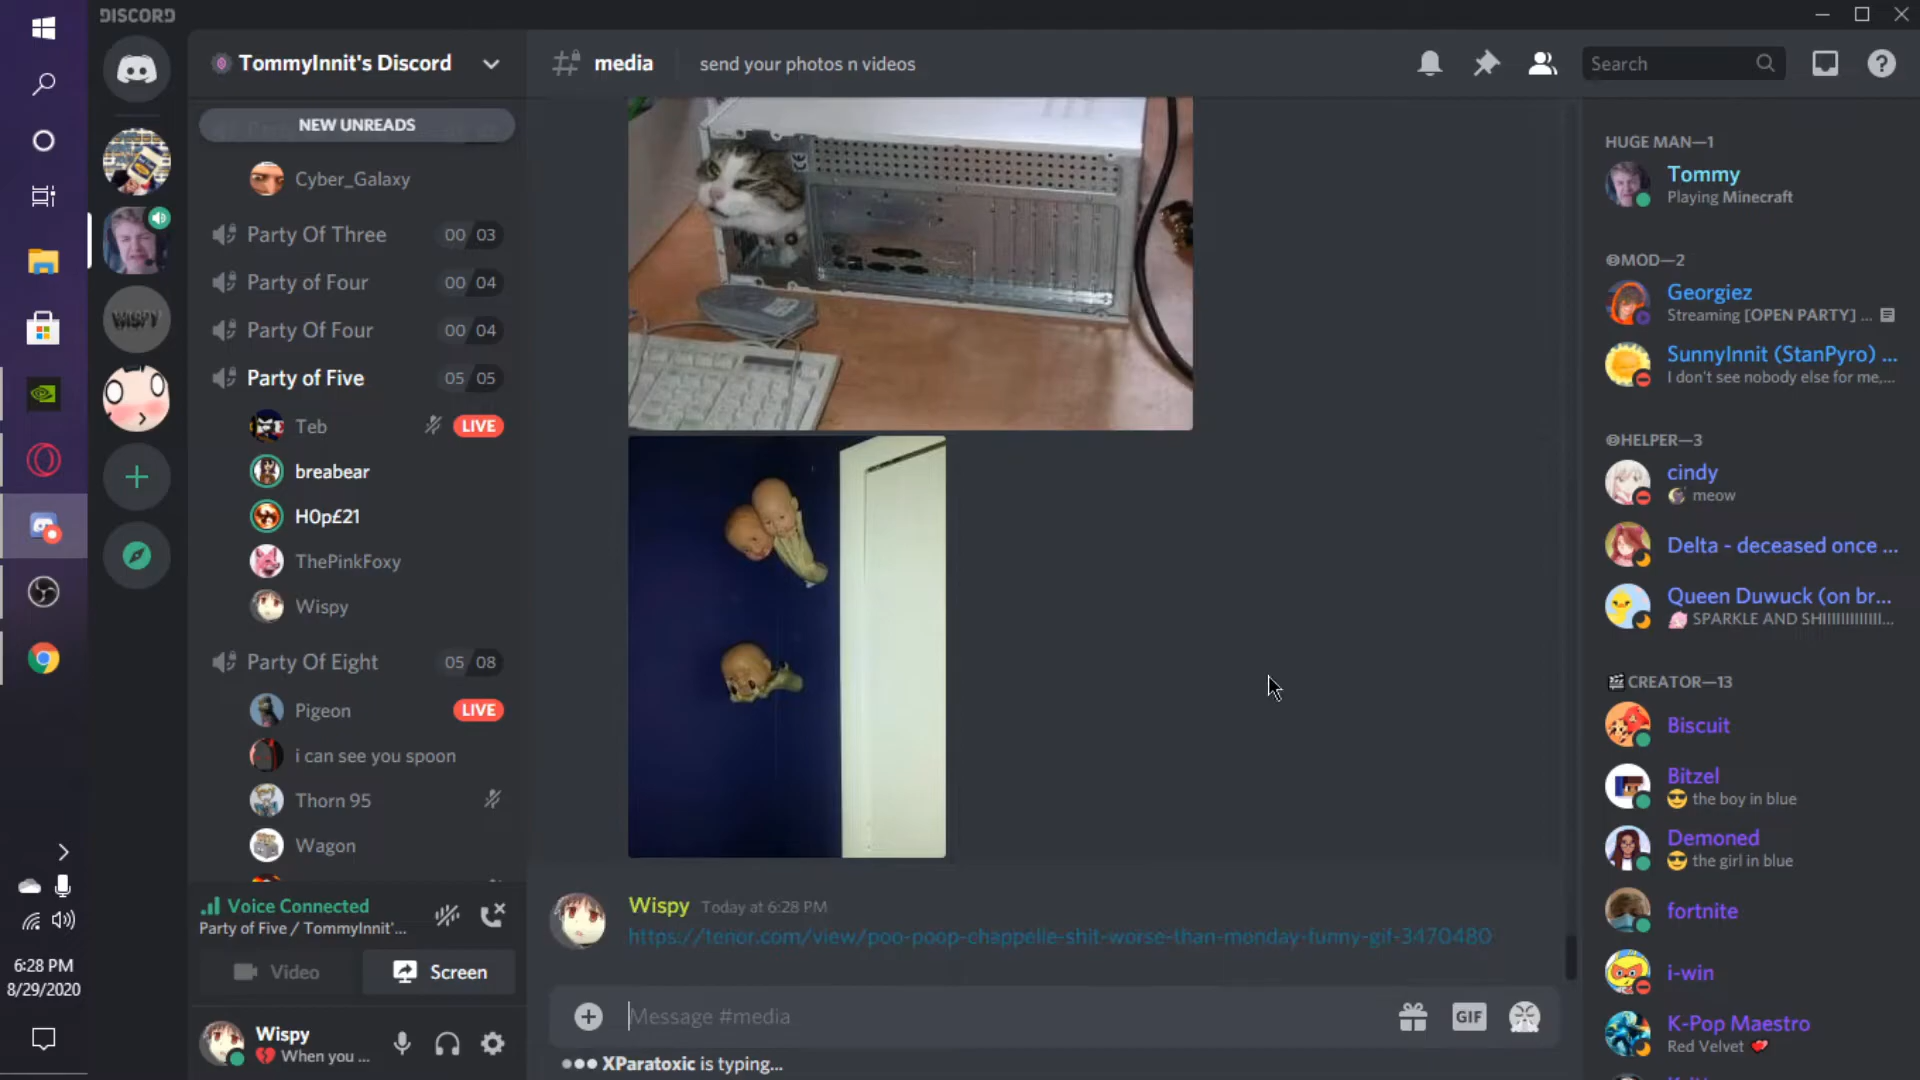 DISCORD
TommyInnit's Discord
NEW UNREADS
Cyber_Galaxy
Party Of Three 00 03
Party of Four 00 04
Party Of Four 00 04
Party of Five 05 05
Teb LIVE
breabear
H0p£21
ThePinkFoxy
Wispy
Party Of Eight 05 08
Pigeon LIVE
i can see you spoon
Thorn 95
Wagon
Voice Connected
Party of Five / TommyInnit'...
Video Screen
Wispy
When you ...
6:28 PM
8/29/2020
WISPY
media send your photos n videos
Search
Wispy Today at 6:28 PM
https://tenor.com/view/poo-poop-chappelle-shit-worse-than-monday-funny-gif-3470480
Message #media
GIF
XParatoxic is typing...
HUGE MAN—1
Tommy
Playing Minecraft
MOD—2
Georgiez
Streaming [OPEN PARTY] ...
SunnyInnit (StanPyro) ...
I don't see nobody else for me,...
HELPER—3
cindy
meow
Delta - deceased once ...
Queen Duwuck (on br...
SPARKLE AND SHIIIIIIIIIIIII...
CREATOR—13
Biscuit
Bitzel
the boy in blue
Demoned
the girl in blue
fortnite
i-win
K-Pop Maestro
Red Velvet